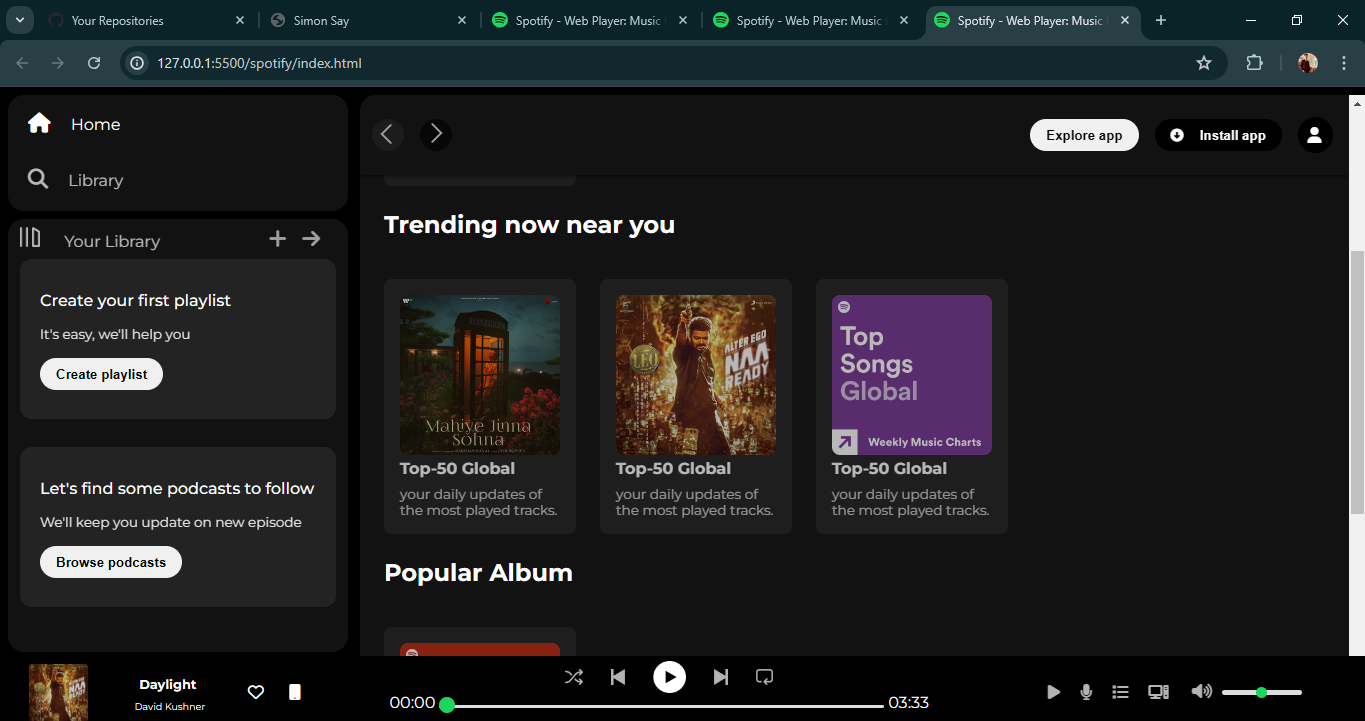 Your Repositories
Simon Say
Spotify - Web Player: Music
Spotify - Web Player: Music
Spotify - Web Player: Music
127.0.0.1:5500/spotify/index.html
Home
Library
Your Library
Create your first playlist
It's easy, we'll help you
Create playlist
Let's find some podcasts to follow
We'll keep you update on new episode
Browse podcasts
Explore app
Install app
Trending now near you
Mahiye Jinna
Sohna
Top-50 Global
your daily updates of
the most played tracks.
LEO
ALTER EGO
NAA
READY
Top-50 Global
your daily updates of
the most played tracks.
Top
Songs
Global
Weekly Music Charts
Top-50 Global
your daily updates of
the most played tracks.
Popular Album
NAA
READY
Daylight
David Kushner
00:00
03:33